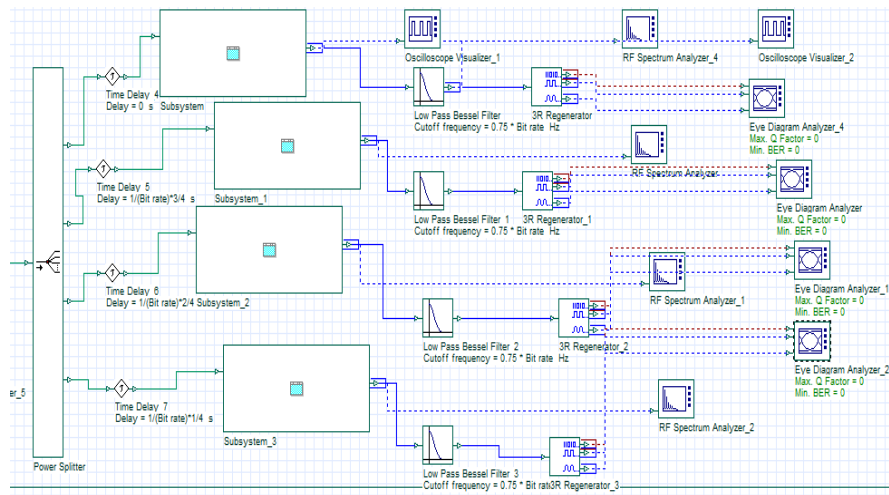 Oscilloscope Visualizer_1
RF Spectrum Analyzer_4
Oscilloscope Visualizer_2
Time Delay 4
Delay = 0 s
Subsystem
Low Pass Bessel Filter
Cutoff frequency = 0.75 * Bit rate Hz
3R Regenerator
Eye Diagram Analyzer_4
Max. Q Factor = 0
Min. BER = 0
RF Spectrum Analyzer
Time Delay 5
Delay = 1/(Bit rate)*3/4 s
Subsystem_1
Low Pass Bessel Filter 1
Cutoff frequency = 0.75 * Bit rate Hz
3R Regenerator_1
Eye Diagram Analyzer
Max. Q Factor = 0
Min. BER = 0
Time Delay 6
Delay = 1/(Bit rate)*2/4 s
Subsystem_2
RF Spectrum Analyzer_1
Eye Diagram Analyzer_1
Max. Q Factor = 0
Min. BER = 0
Low Pass Bessel Filter 2
Cutoff frequency = 0.75 * Bit rate Hz
3R Regenerator_2
Eye Diagram Analyzer_2
Max. Q Factor = 0
Min. BER = 0
er_5
Time Delay 7
Delay = 1/(Bit rate)*1/4 s
Subsystem_3
RF Spectrum Analyzer_2
Power Splitter
Low Pass Bessel Filter 3
Cutoff frequency = 0.75 * Bit rat
3R Regenerator_3